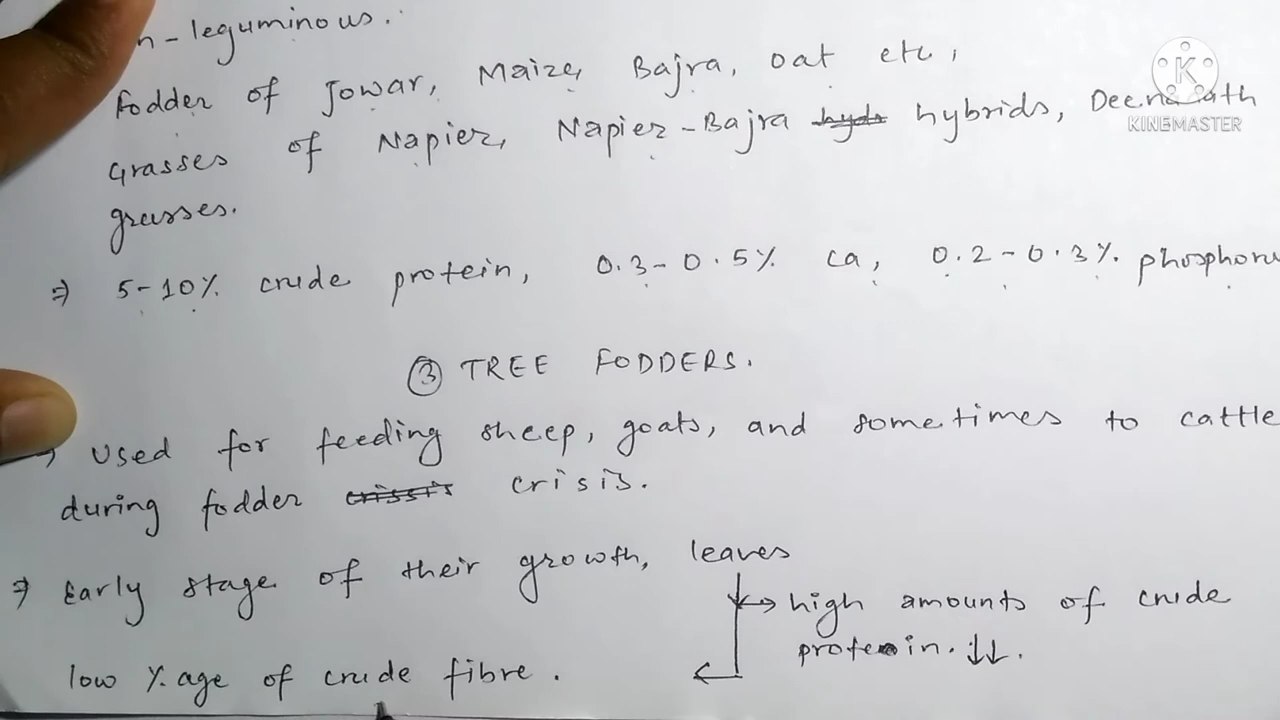 n-leguminous.
Fodder of Jowar, Maize, Bajra, oat etc,
Grasses of Napier, Napier-Bajra hybrids, Deenanath
grasses.
⇒ 5-10% crude protein, 0.3-0.5% ca, 0.2-0.3% phosphoru
③ TREE FODDERS.
→ Used for feeding sheep, goats, and sometimes to cattle
during fodder crisis.
⇒ Early stage of their growth, leaves
→ high amounts of crude
protein. ↓↓.
low %age of crude fibre. ←
K
KINEMASTER